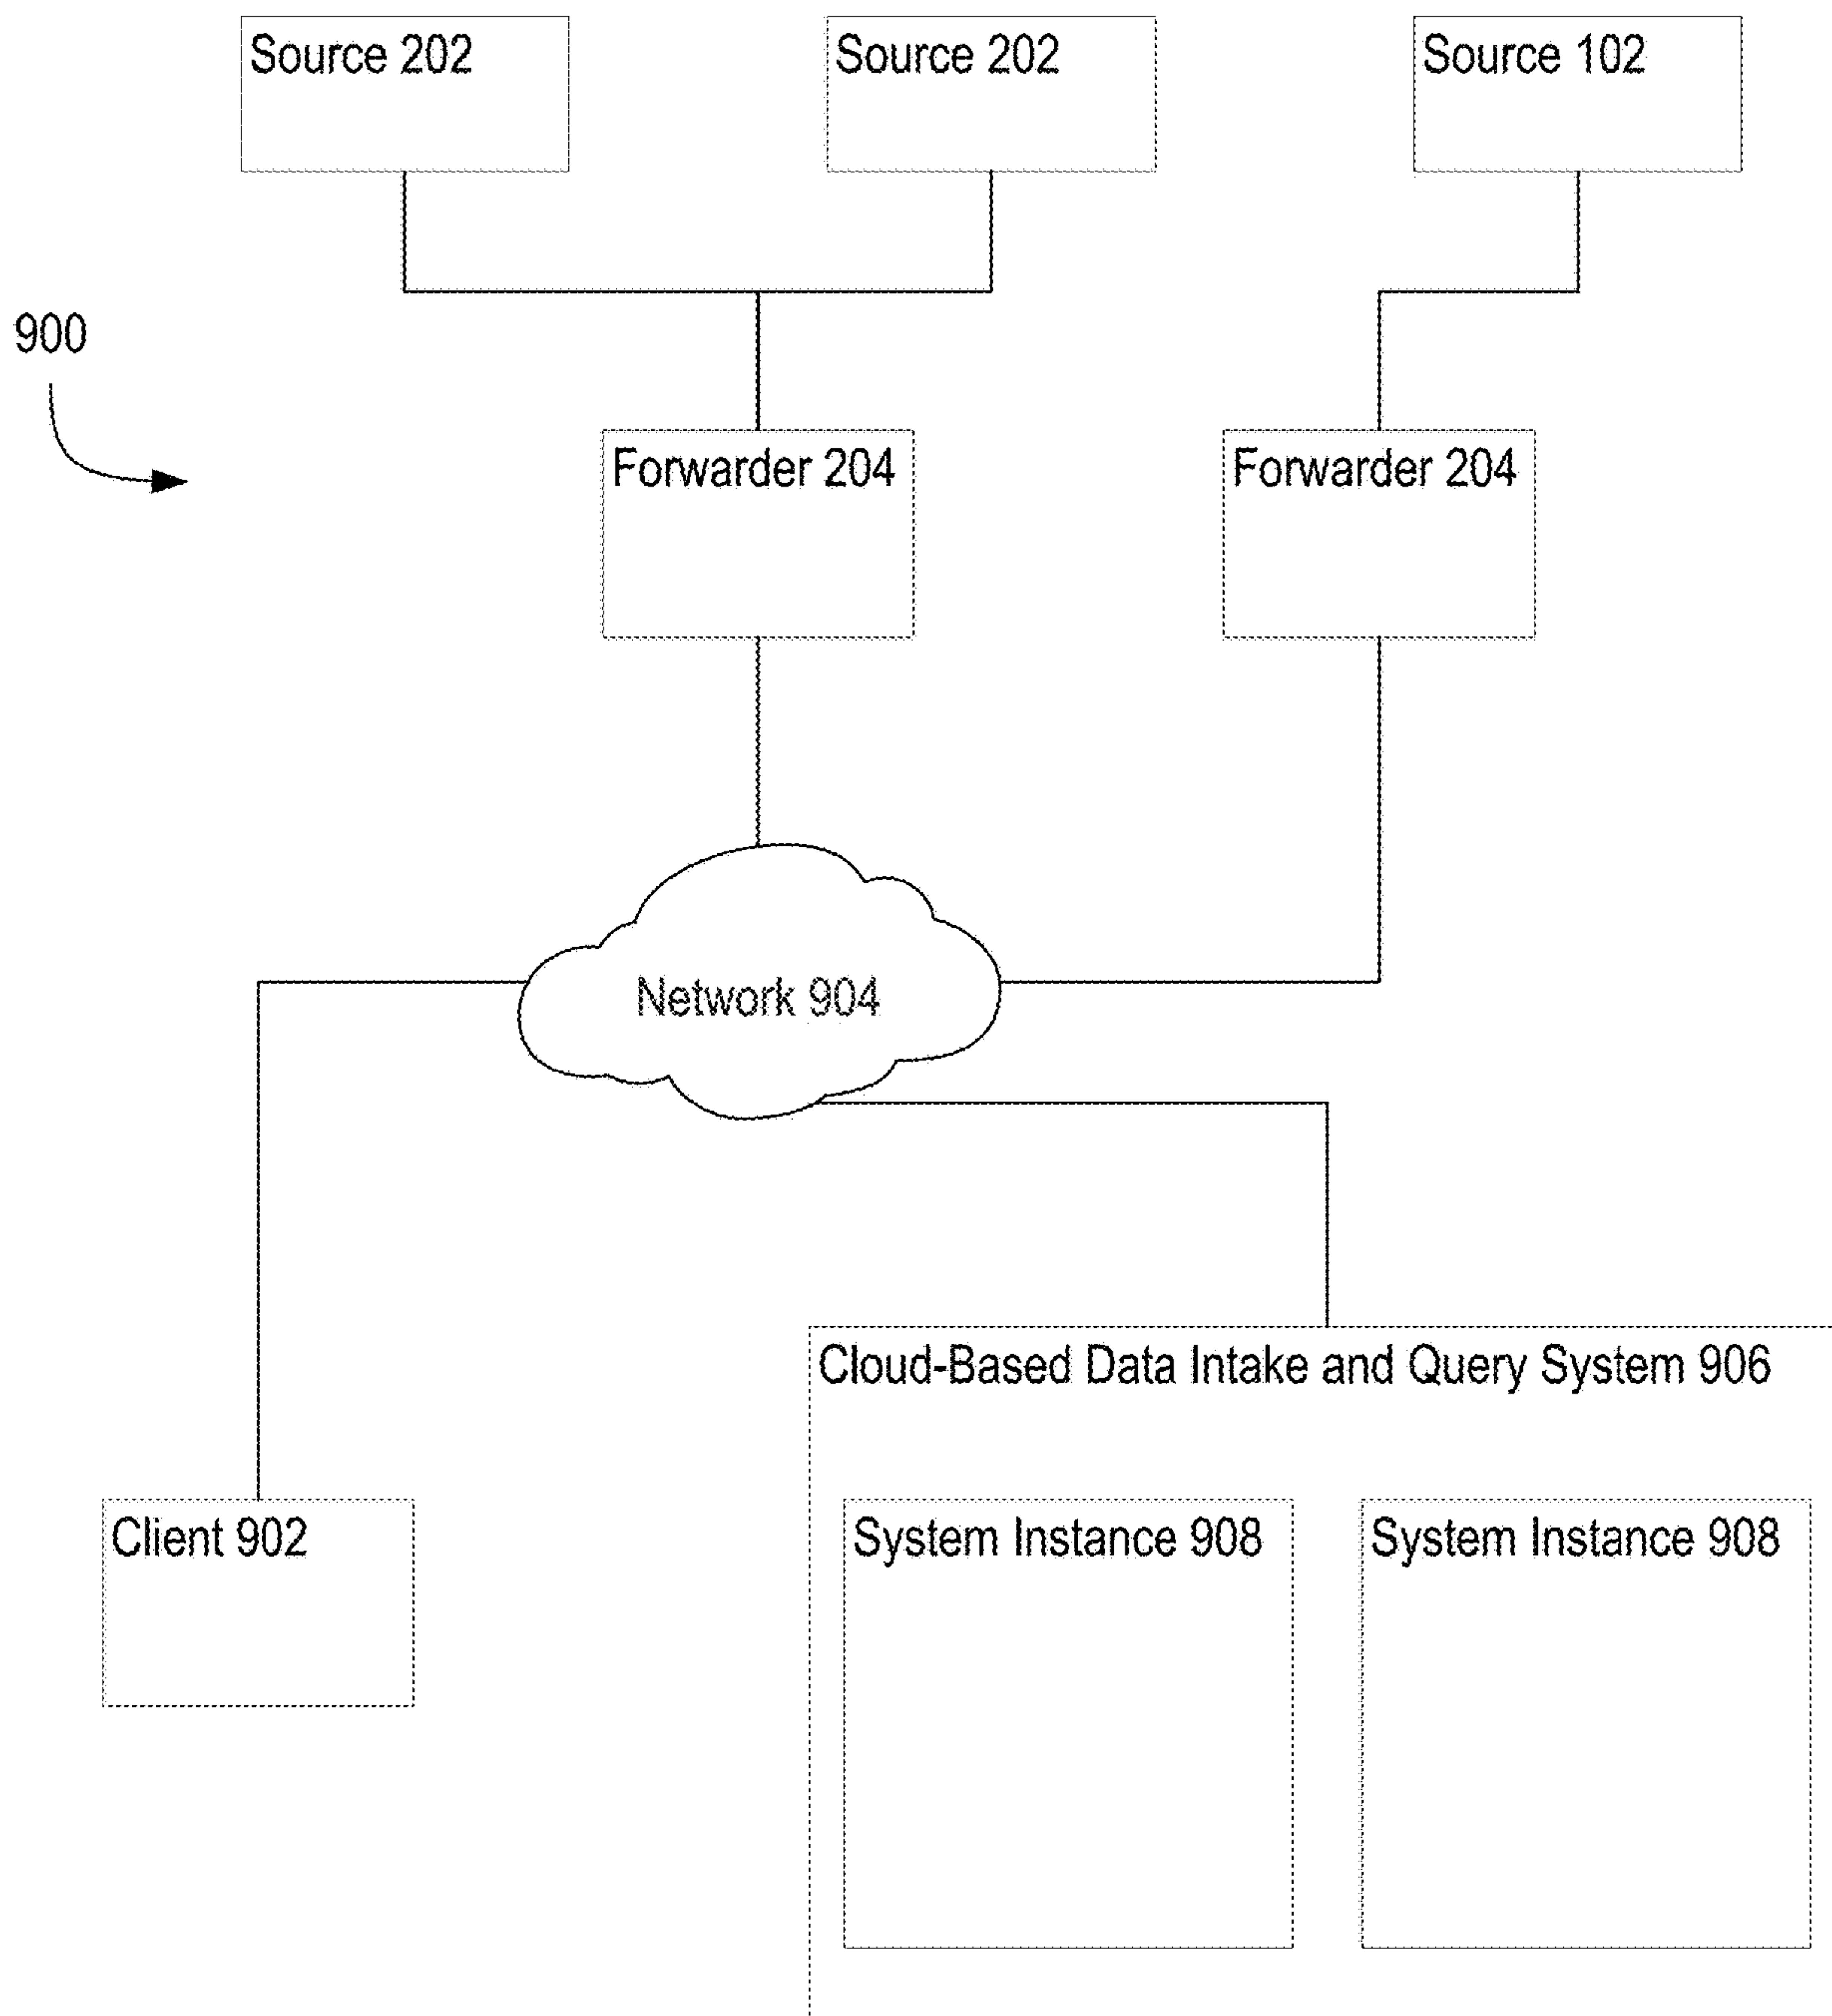 Source 202
Source 202
Source 102
900
Forwarder 204
Forwarder 204
Network 904
Cloud-Based Data Intake and Query System 906
Client 902
System Instance 908
System Instance 908